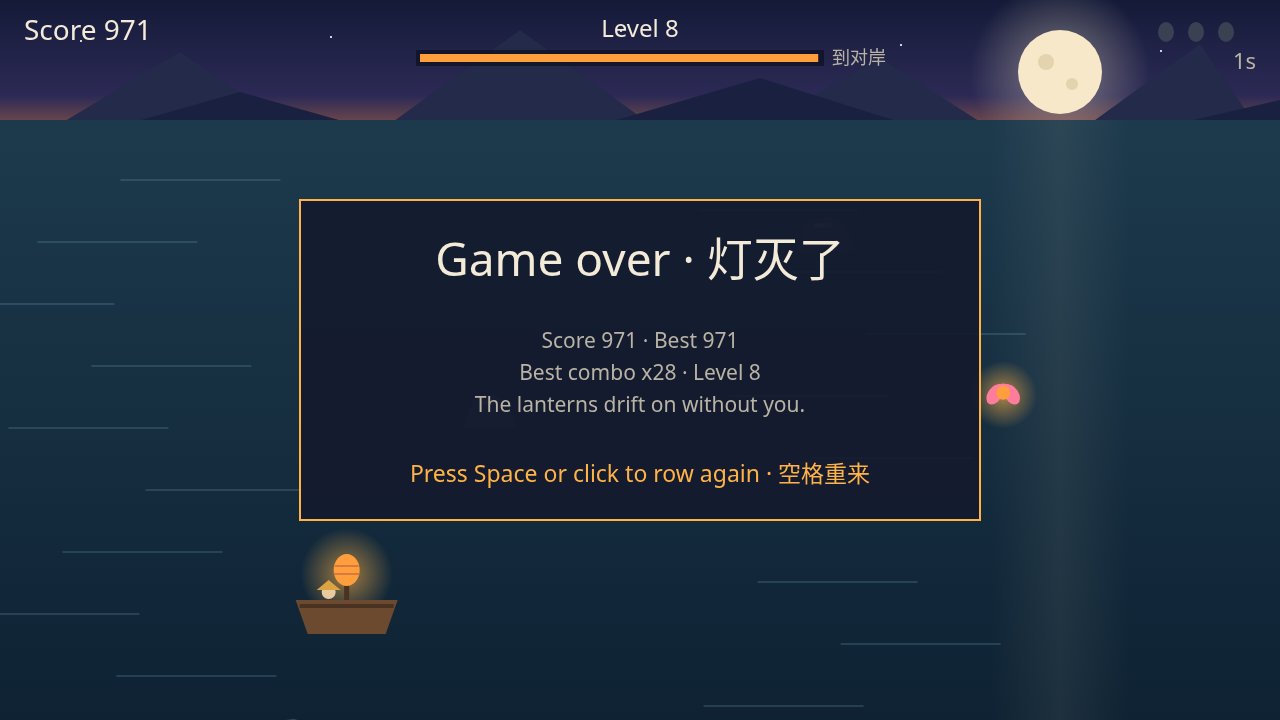 Score 971
Level 8
到对岸
1s
Game over · 灯灭了
Score 971 · Best 971
Best combo x28 · Level 8
The lanterns drift on without you.
Press Space or click to row again · 空格重来